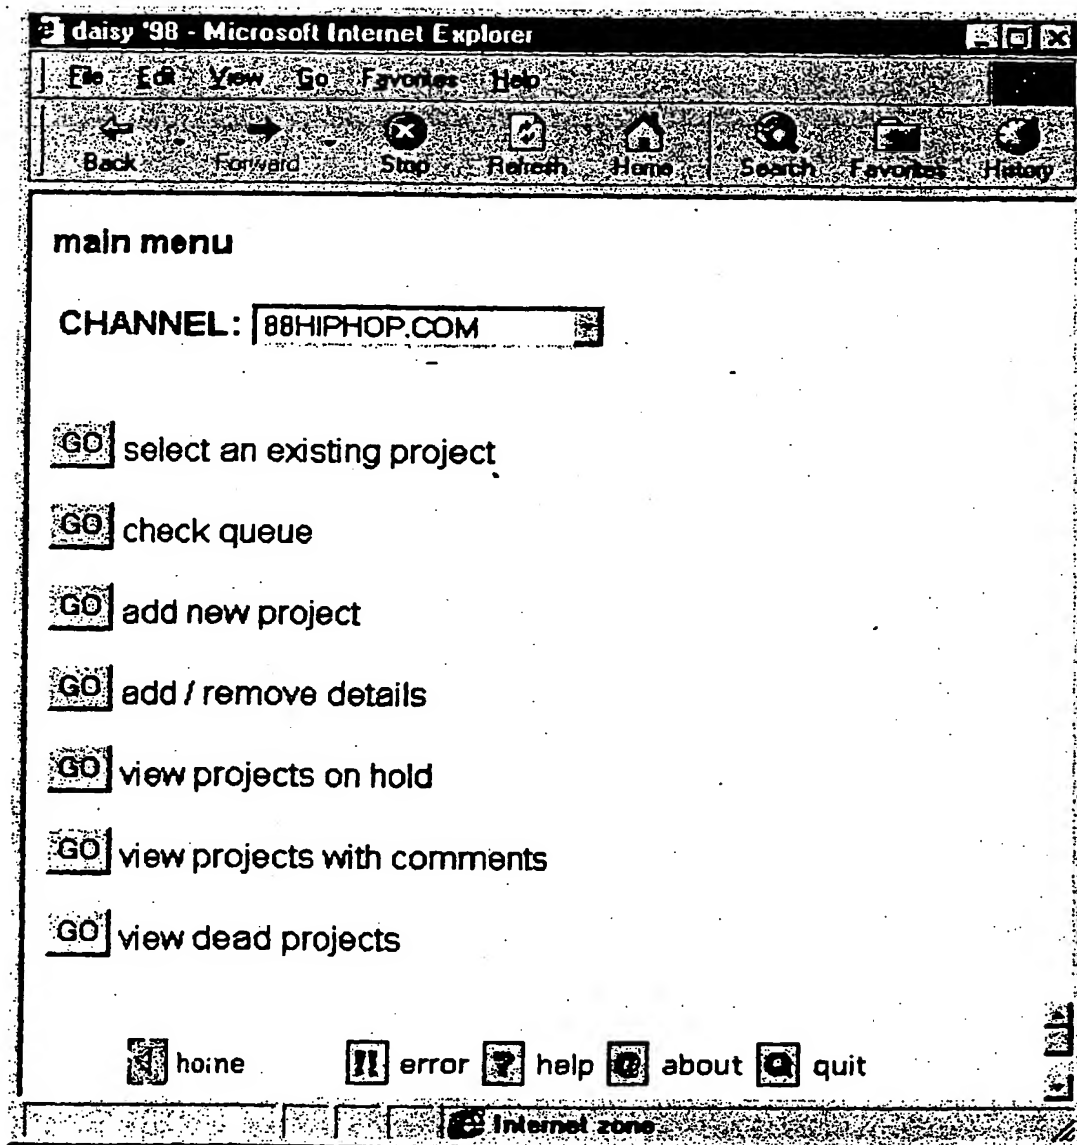 daisy '98 - Microsoft Internet Explorer
File Edit View Go Favorites Help
Back Forward Stop Refresh Home Search Favorites History
main menu
CHANNEL: 88HIPHOP.COM
GO select an existing project
GO check queue
GO add new project
GO add / remove details
GO view projects on hold
GO view projects with comments
GO view dead projects
home !! error ? help @ about Q quit
Internet zone